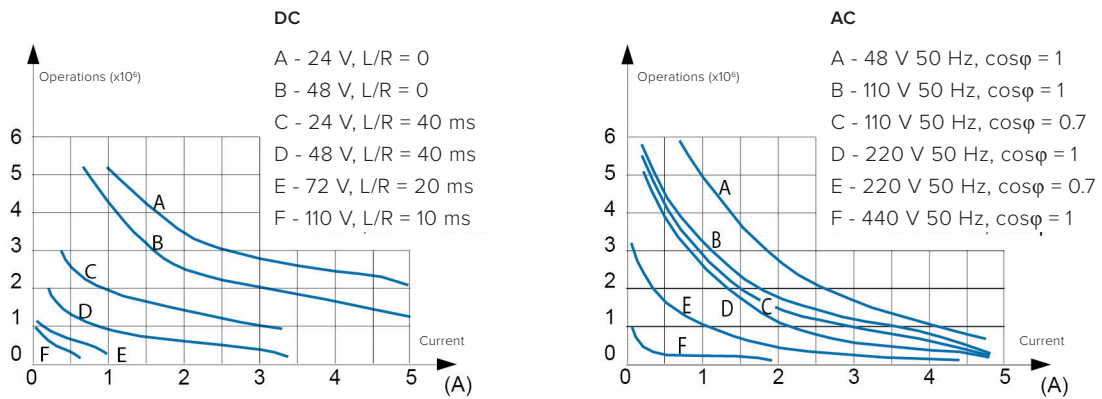 DC
A - 24 V, L/R = 0
B - 48 V, L/R = 0
C - 24 V, L/R = 40 ms
D - 48 V, L/R = 40 ms
E - 72 V, L/R = 20 ms
F - 110 V, L/R = 10 ms
Operations (x10⁶)
6
5
4
3
2
1
0
A
B
C
D
E
F
Current
0 1 2 3 4 5
(A)
AC
A - 48 V 50 Hz, cosφ = 1
B - 110 V 50 Hz, cosφ = 1
C - 110 V 50 Hz, cosφ = 0.7
D - 220 V 50 Hz, cosφ = 1
E - 220 V 50 Hz, cosφ = 0.7
F - 440 V 50 Hz, cosφ = 1
Operations (x10⁶)
6
5
4
3
2
1
0
A
B
C
D
E
F
Current
0 1 2 3 4 5
(A)